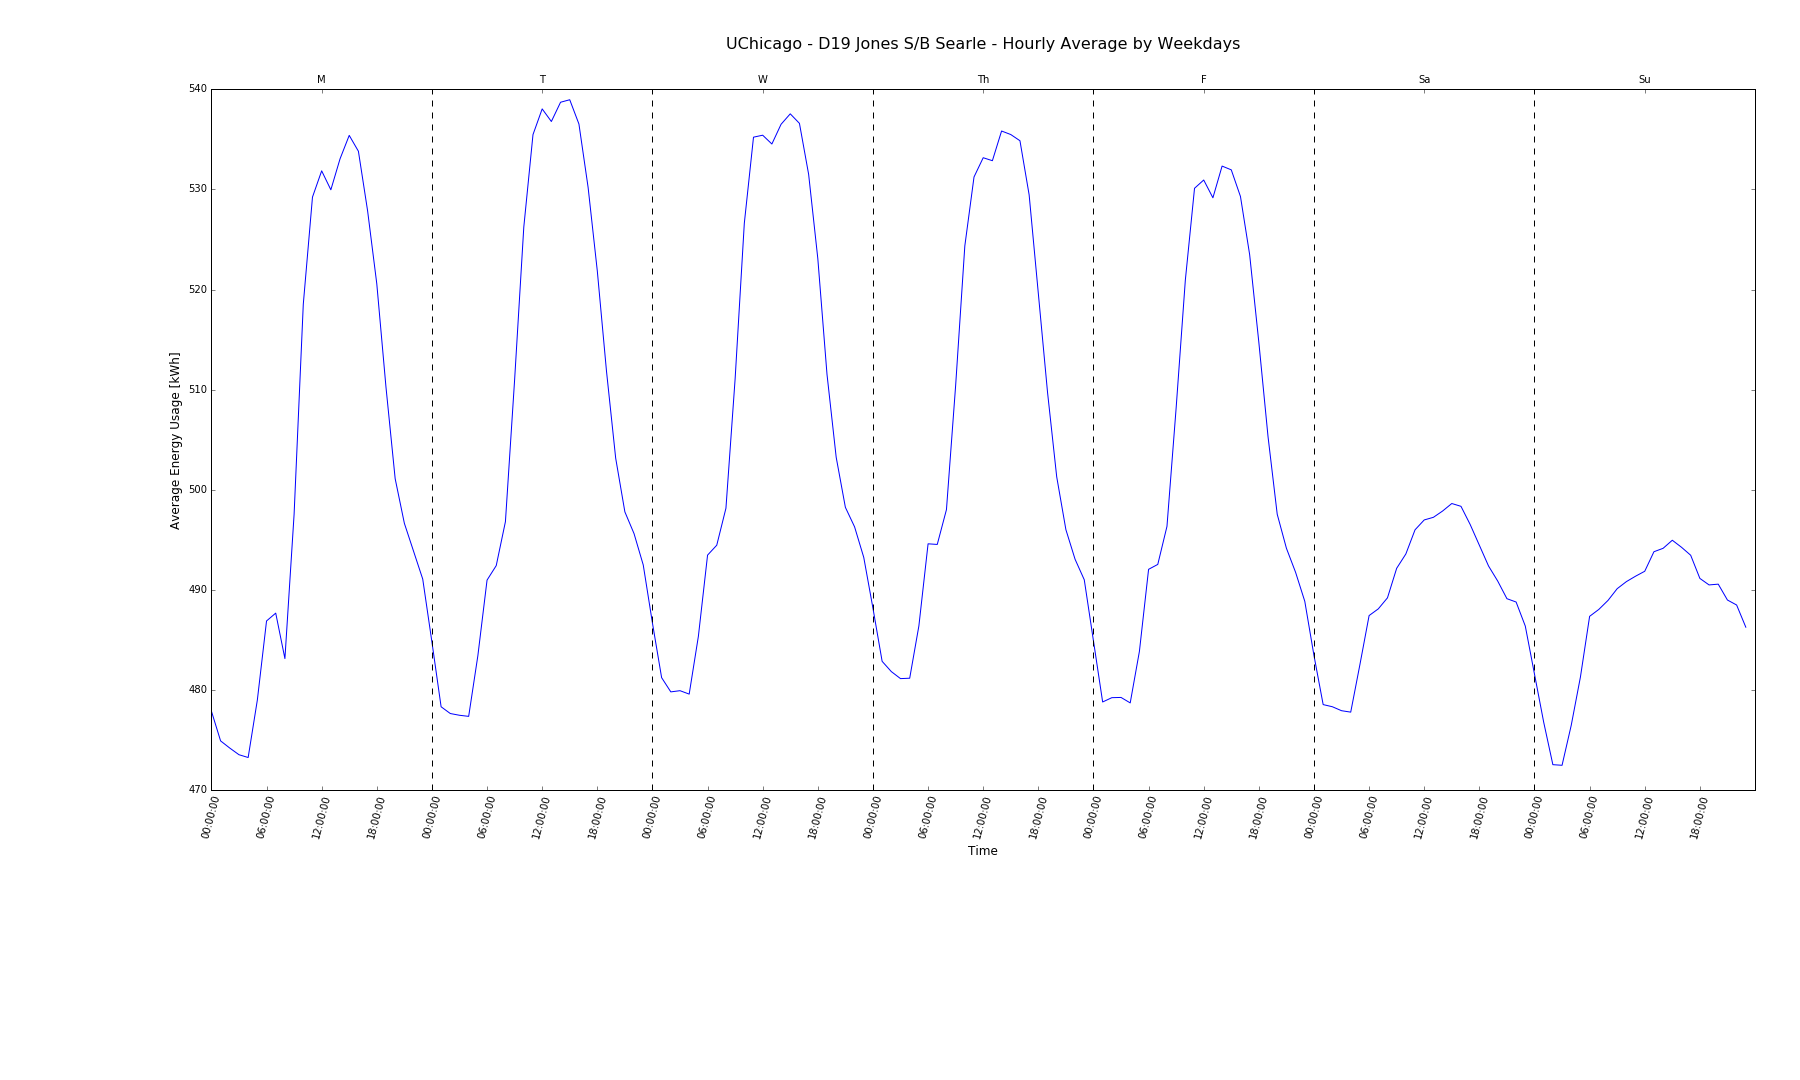 UChicago - D19 Jones S/B Searle - Hourly Average by Weekdays
M T W Th F Sa Su
540
530
520
510
500
490
480
470
Average Energy Usage [kWh]
00:00:00 06:00:00 12:00:00 18:00:00 00:00:00 06:00:00 12:00:00 18:00:00 00:00:00 06:00:00 12:00:00 18:00:00 00:00:00 06:00:00 12:00:00 18:00:00 00:00:00 06:00:00 12:00:00 18:00:00 00:00:00 06:00:00 12:00:00 18:00:00 00:00:00 06:00:00 12:00:00 18:00:00
Time